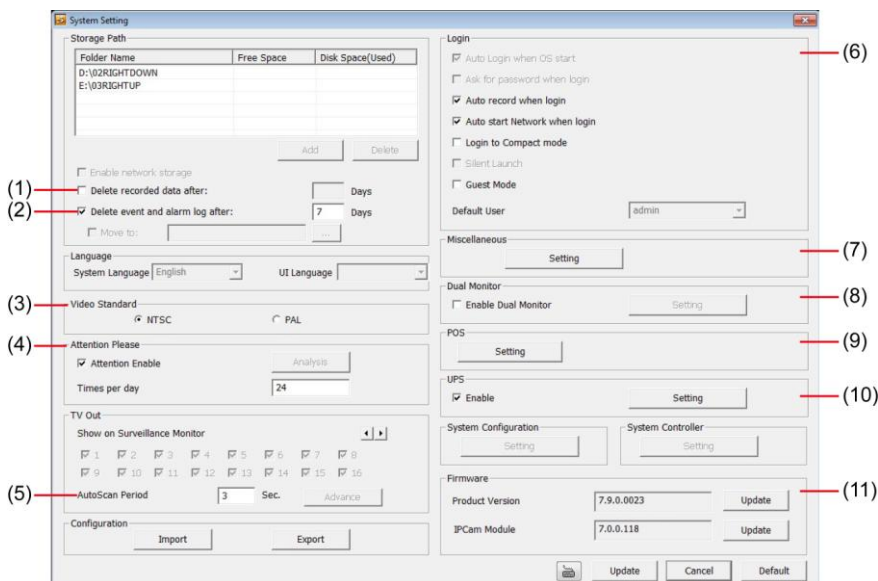 System Setting
Storage Path
Folder Name Free Space Disk Space(Used)
D:\02RIGHTDOWN
E:\03RIGHTUP
Add Delete
Enable network storage
(1) Delete recorded data after: Days
(2) Delete event and alarm log after: 7 Days
Move to: ...
Language
System Language English UI Language
(3) Video Standard
NTSC PAL
(4) Attention Please
Attention Enable Analysis
Times per day 24
TV Out
Show on Surveillance Monitor
1 2 3 4 5 6 7 8
9 10 11 12 13 14 15 16
(5) AutoScan Period 3 Sec. Advance
Configuration
Import Export
Login
(6)
Auto Login when OS start
Ask for password when login
Auto record when login
Auto start Network when login
Login to Compact mode
Silent Launch
Guest Mode
Default User admin
Miscellaneous
Setting (7)
Dual Monitor
Enable Dual Monitor Setting (8)
POS
Setting (9)
UPS
Enable Setting (10)
System Configuration System Controller
Setting Setting
Firmware
Product Version 7.9.0.0023 Update (11)
IPCam Module 7.0.0.118 Update
Update Cancel Default